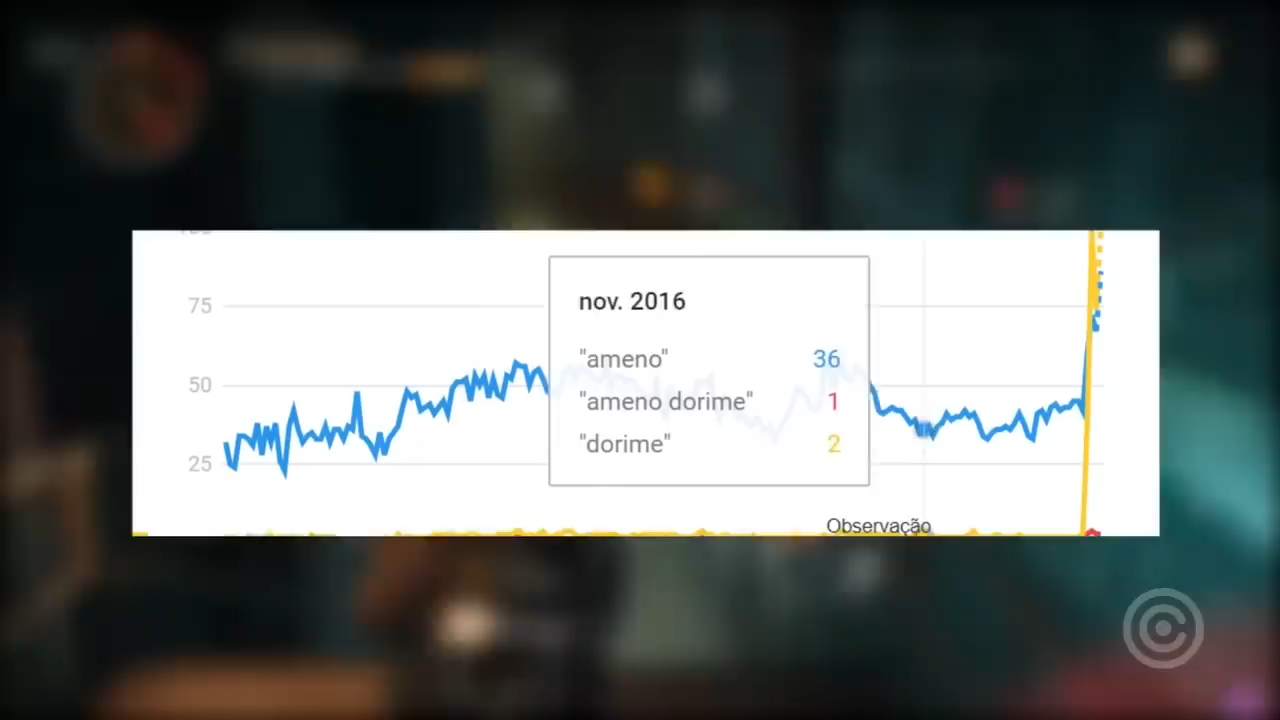 75
50
25
nov. 2016
"ameno" 36
"ameno dorime" 1
"dorime" 2
Observação
©